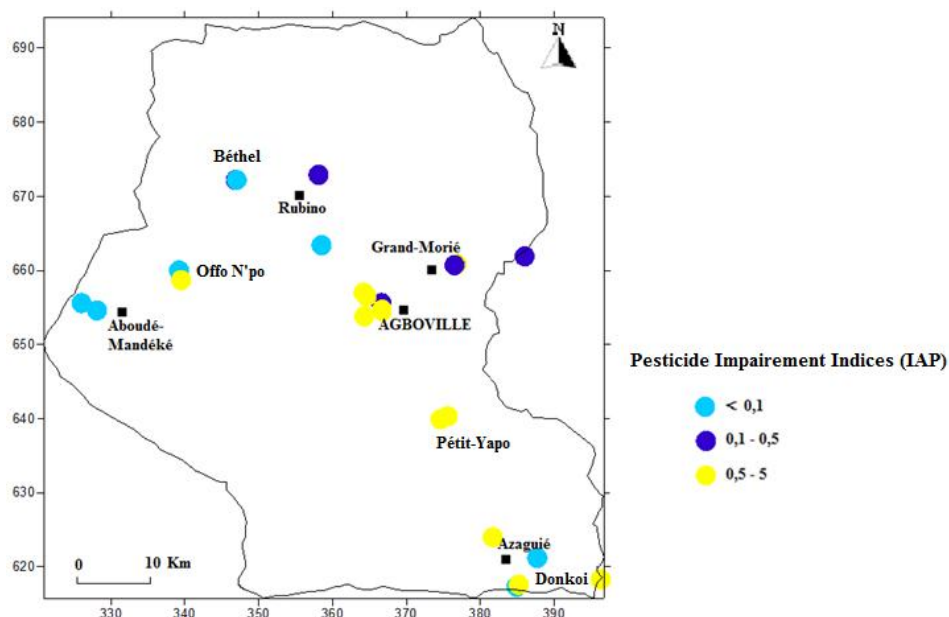 N
690
680
670
660
650
640
630
620
Béthel
Rubino
Grand-Morié
Offo N'po
Aboudé-
Mandéké
AGBOVILLE
Pétit-Yapo
Azaguié
Donkoi
0 10 Km
330 340 350 360 370 380 390
Pesticide Impairement Indices (IAP)
< 0,1
0,1 - 0,5
0,5 - 5